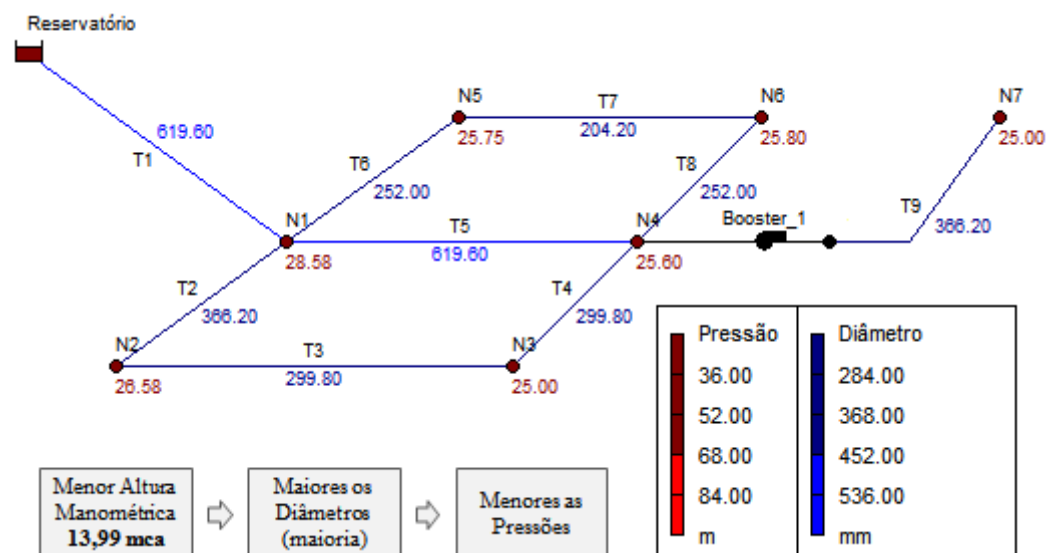 Reservatório
619.60
T1
N5
25.75
T7
204.20
N6
25.80
N7
25.00
T6
252.00
T8
252.00
T9
366.20
N1
28.58
T5
619.60
N4
25.60
Booster_1
T2
366.20
T4
299.80
N2
26.58
T3
299.80
N3
25.00
Pressão
36.00
52.00
68.00
84.00
m
Diâmetro
284.00
368.00
452.00
536.00
mm
Menor Altura
Manométrica
13,99 mca
Maiores os
Diâmetros
(maioria)
Menores as
Pressões